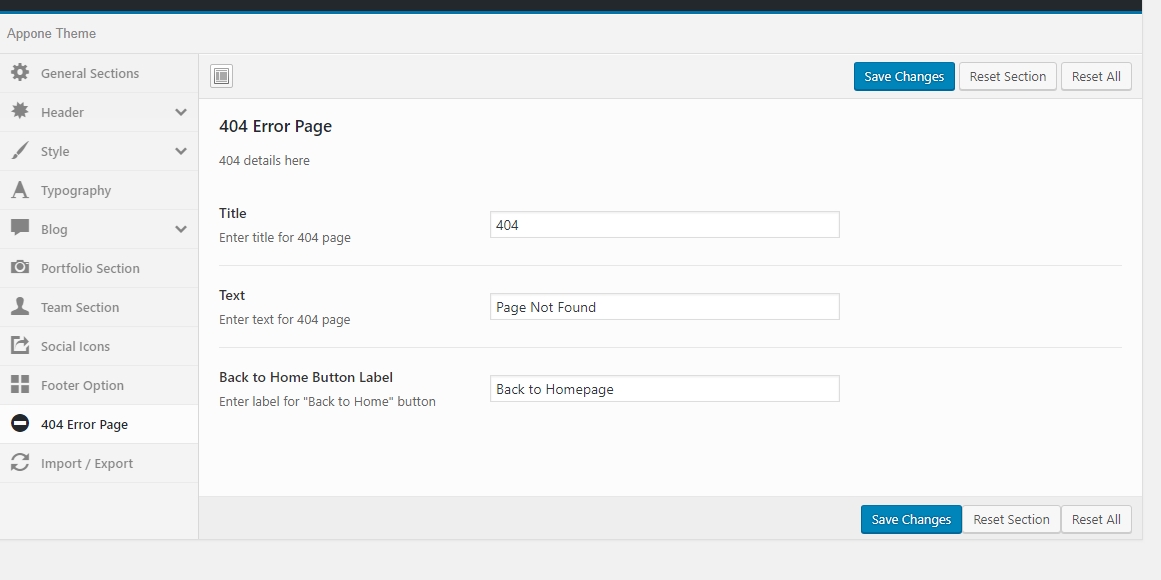 Appone Theme
General Sections
Header
Style
Typography
Blog
Portfolio Section
Team Section
Social Icons
Footer Option
404 Error Page
Import / Export
Save Changes Reset Section Reset All
404 Error Page
404 details here
Title
Enter title for 404 page
404
Text
Enter text for 404 page
Page Not Found
Back to Home Button Label
Enter label for "Back to Home" button
Back to Homepage
Save Changes Reset Section Reset All